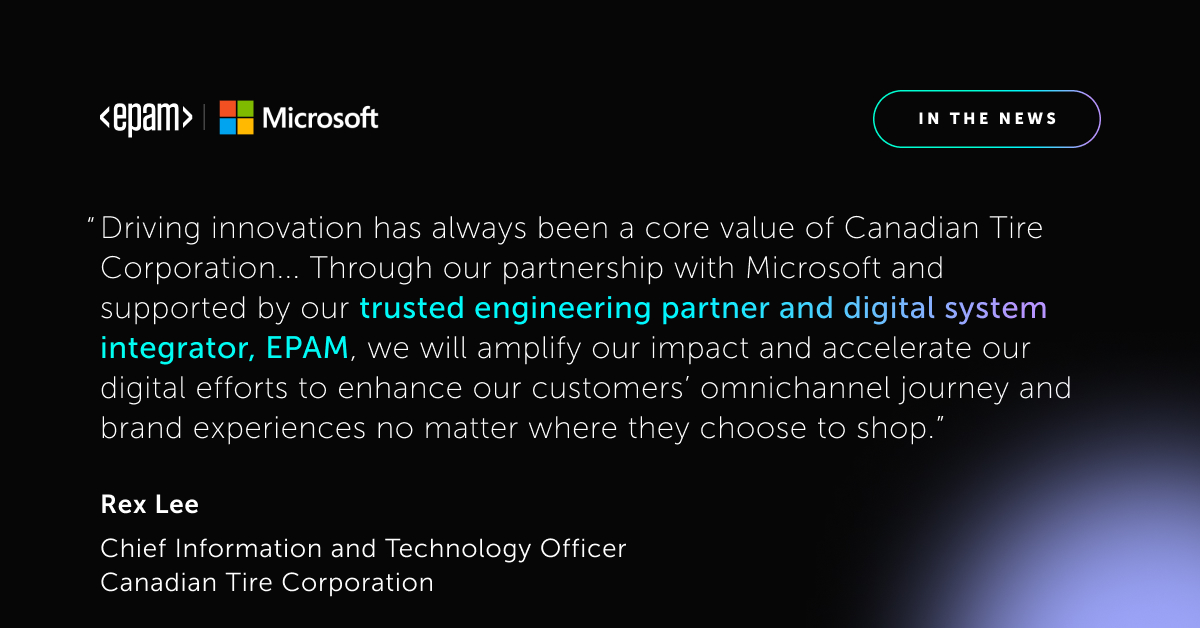 <epam> | Microsoft
IN THE NEWS
“Driving innovation has always been a core value of Canadian Tire
Corporation... Through our partnership with Microsoft and
supported by our trusted engineering partner and digital system
integrator, EPAM, we will amplify our impact and accelerate our
digital efforts to enhance our customers’ omnichannel journey and
brand experiences no matter where they choose to shop.”
Rex Lee
Chief Information and Technology Officer
Canadian Tire Corporation